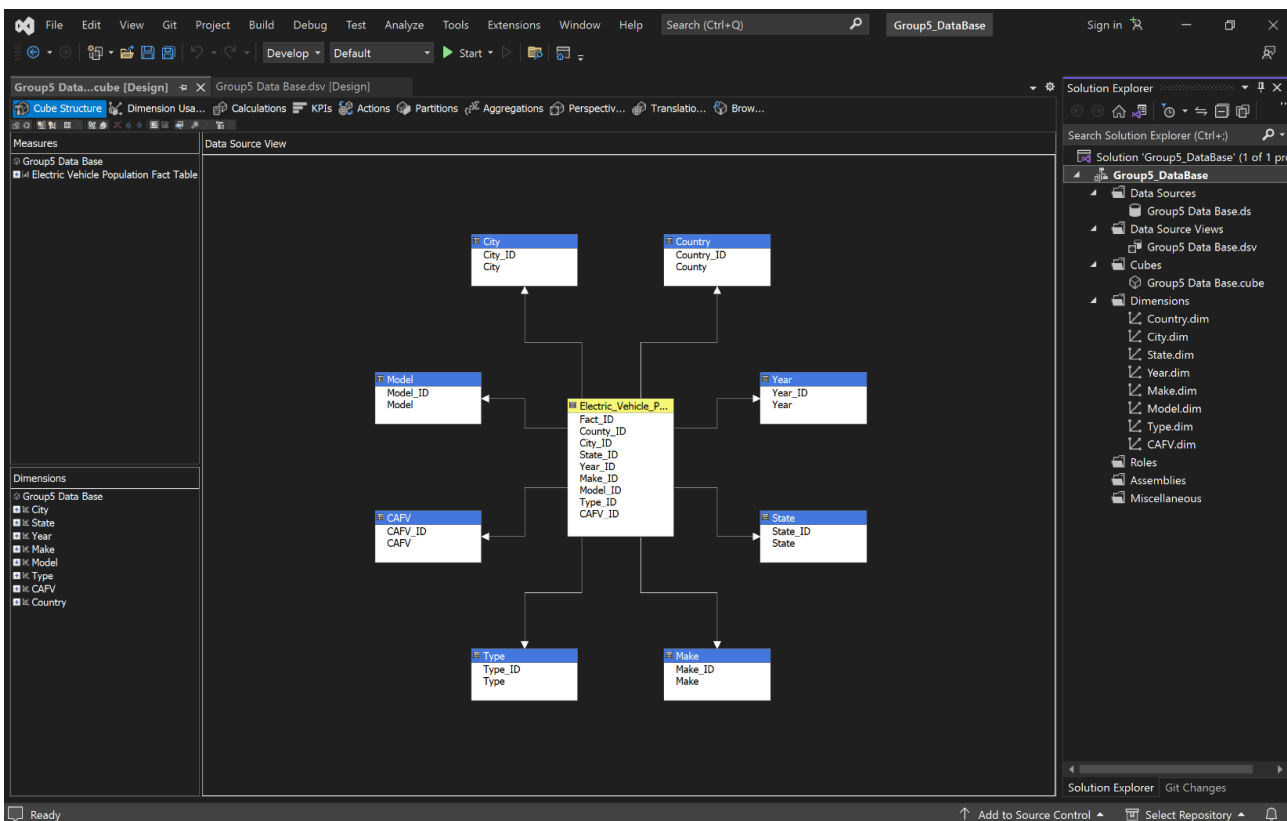 File Edit View Git Project Build Debug Test Analyze Tools Extensions Window Help Search (Ctrl+Q) Group5_DataBase Sign in
Develop Default Start
Group5 Data...cube [Design] Group5 Data Base.dsv [Design]
Cube Structure Dimension Usa... Calculations KPIs Actions Partitions Aggregations Perspectiv... Translatio... Brow...
Measures
Group5 Data Base
Electric Vehicle Population Fact Table
Dimensions
Group5 Data Base
City
State
Year
Make
Model
Type
CAFV
Country
Data Source View
City
City_ID
City
Country
Country_ID
County
Model
Model_ID
Model
Electric_Vehicle_P...
Fact_ID
County_ID
City_ID
State_ID
Year_ID
Make_ID
Model_ID
Type_ID
CAFV_ID
Year
Year_ID
Year
CAFV
CAFV_ID
CAFV
State
State_ID
State
Type
Type_ID
Type
Make
Make_ID
Make
Solution Explorer
Search Solution Explorer (Ctrl+;)
Solution 'Group5_DataBase' (1 of 1 pro
Group5_DataBase
Data Sources
Group5 Data Base.ds
Data Source Views
Group5 Data Base.dsv
Cubes
Group5 Data Base.cube
Dimensions
Country.dim
City.dim
State.dim
Year.dim
Make.dim
Model.dim
Type.dim
CAFV.dim
Roles
Assemblies
Miscellaneous
Solution Explorer Git Changes
Ready Add to Source Control Select Repository